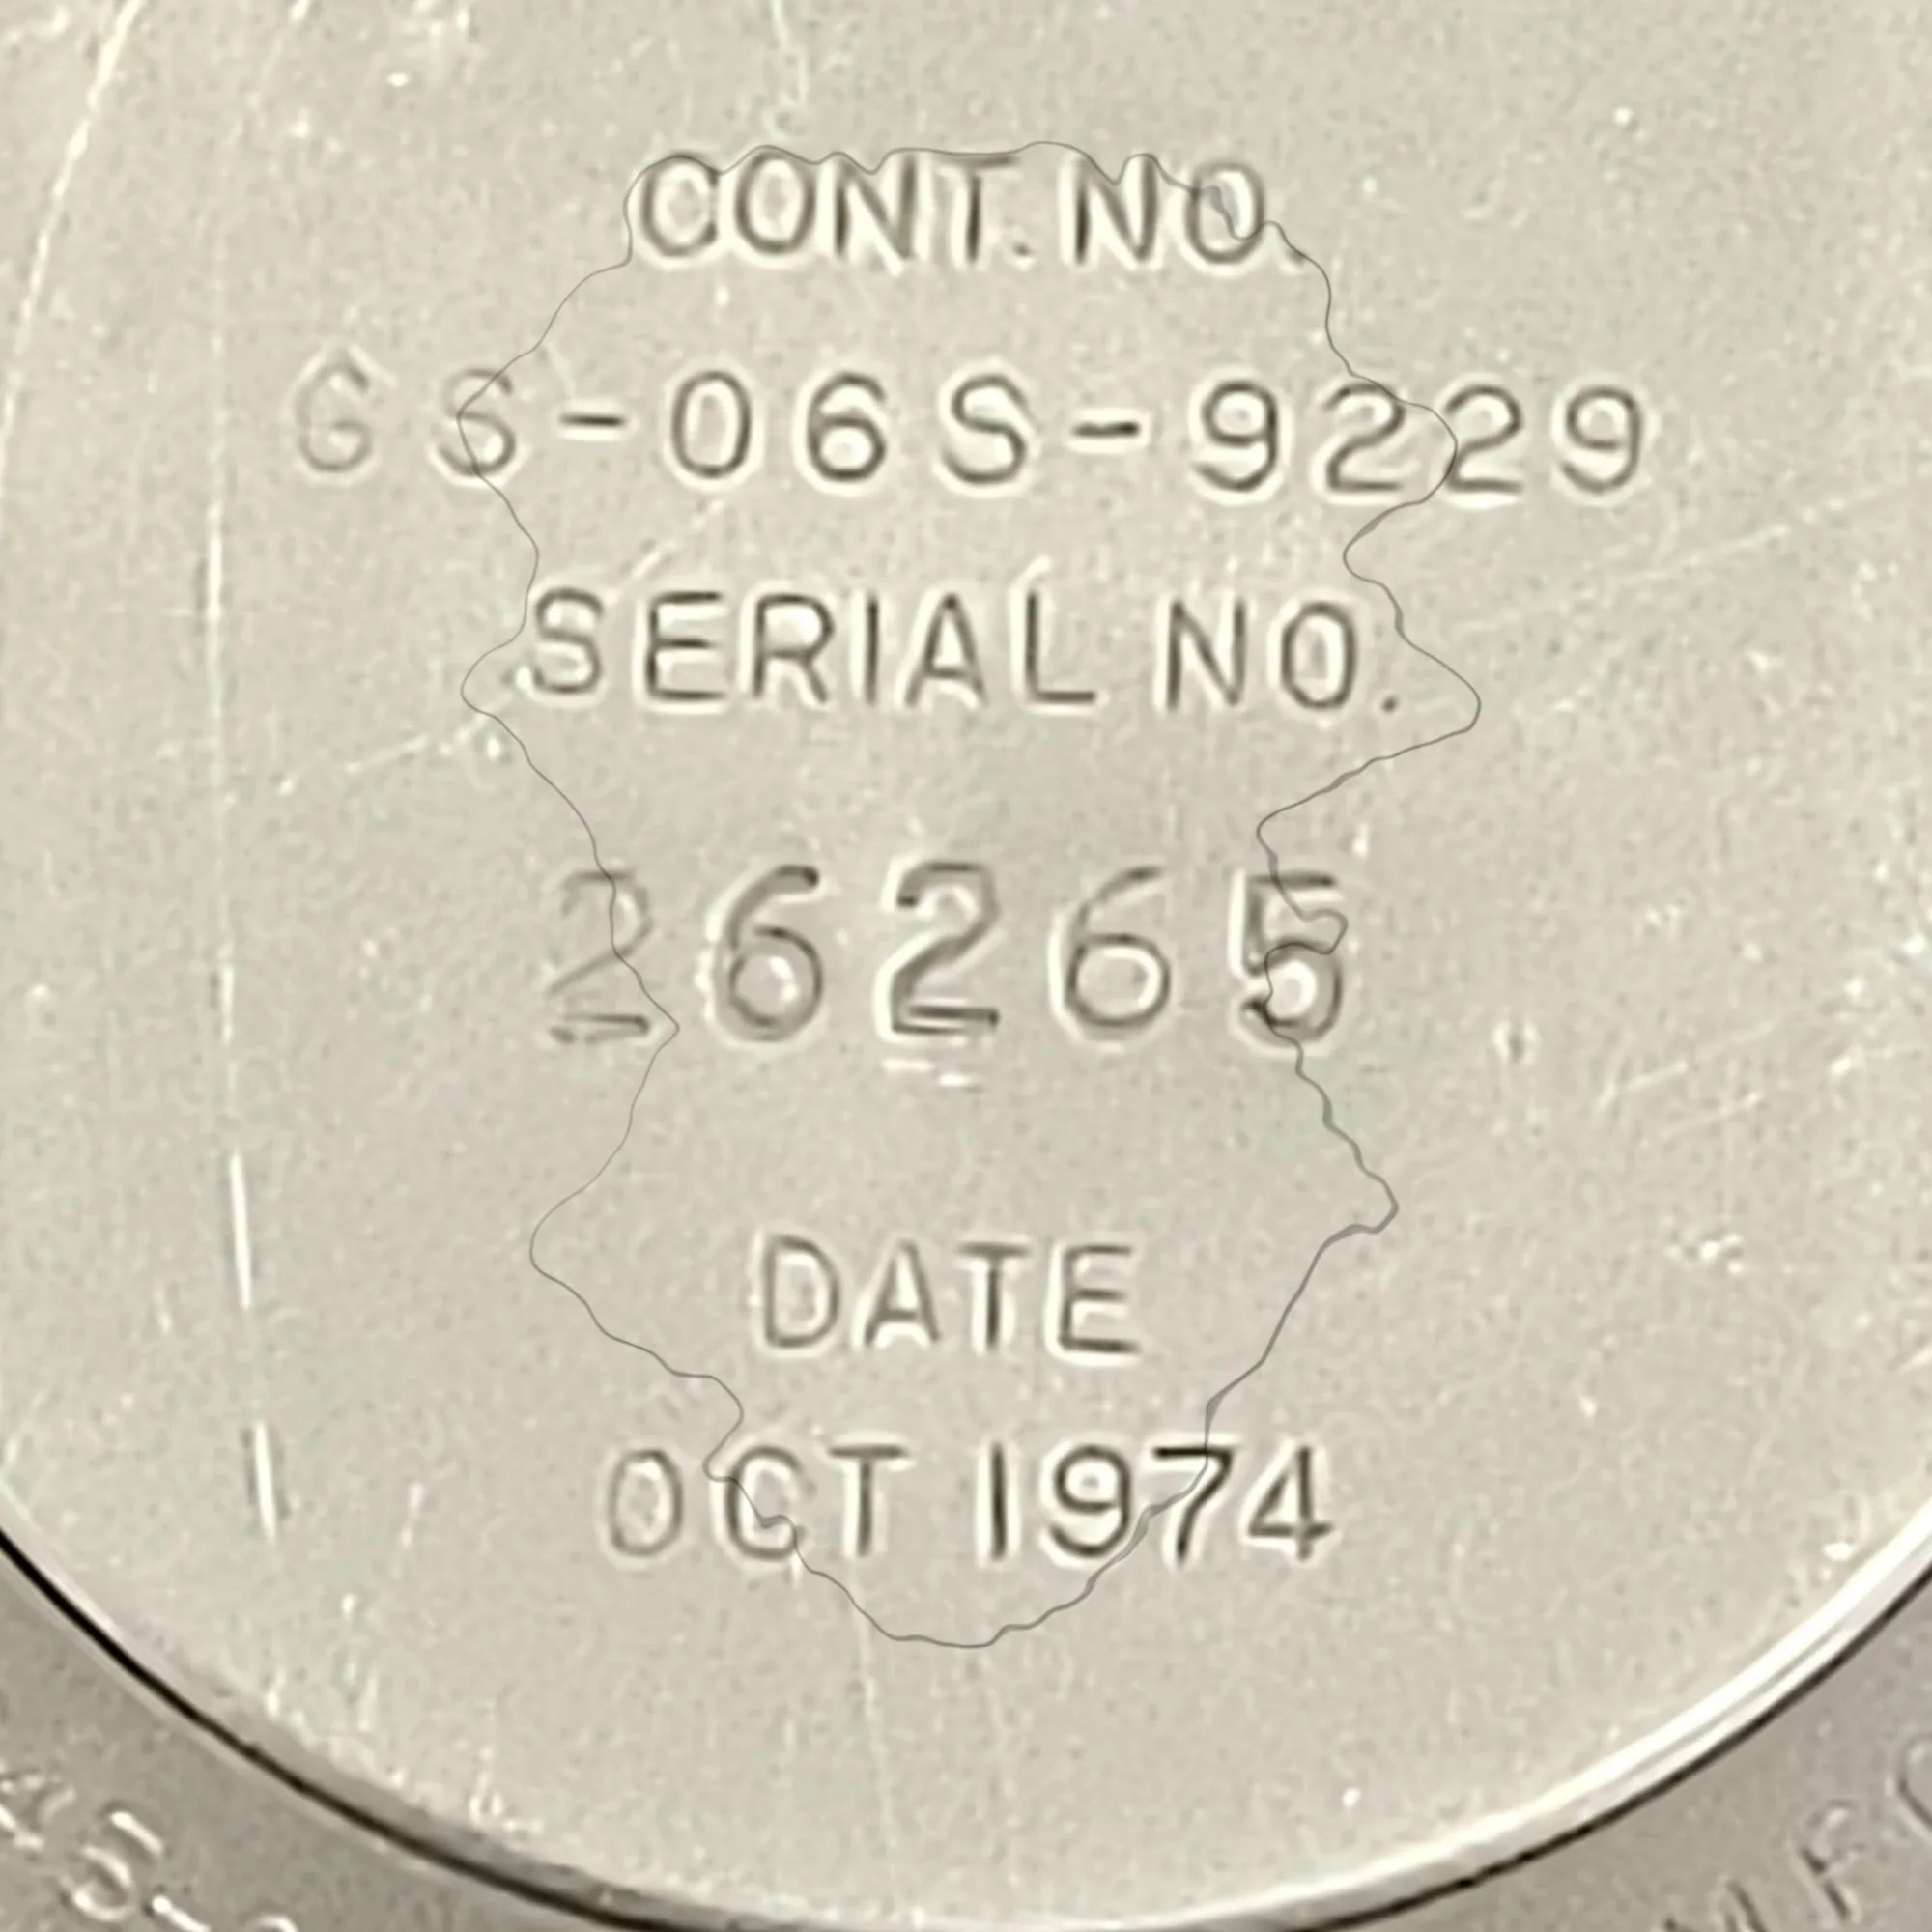 CONT. NO.
GS-06S-9229
SERIAL NO.
26265
DATE
OCT 1974